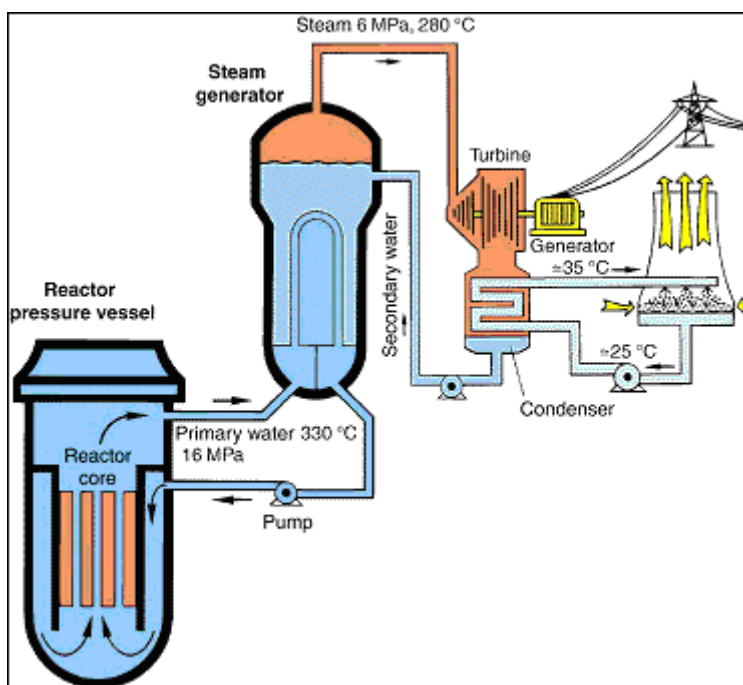 Steam 6 MPa, 280 °C
Steam
generator
Turbine
Generator
≃35 °C
Reactor
pressure vessel
Secondary water
≃25 °C
Condenser
Primary water 330 °C
16 MPa
Reactor
core
Pump